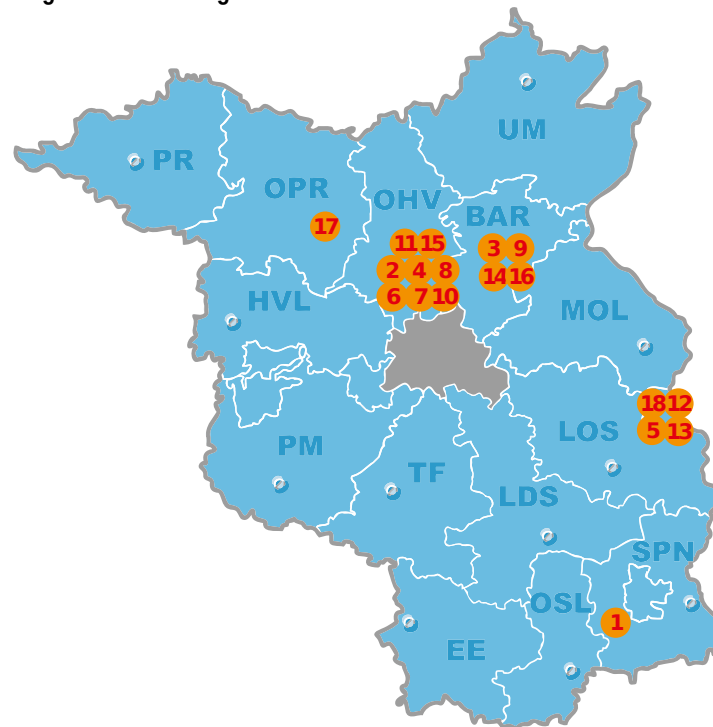 UM
PR
OPR
OHV
BAR
17
11 15
3 9
2 4 8
14 16
6 7 10
HVL
MOL
18 12
5 13
LOS
PM
TF
LDS
SPN
OSL
1
EE